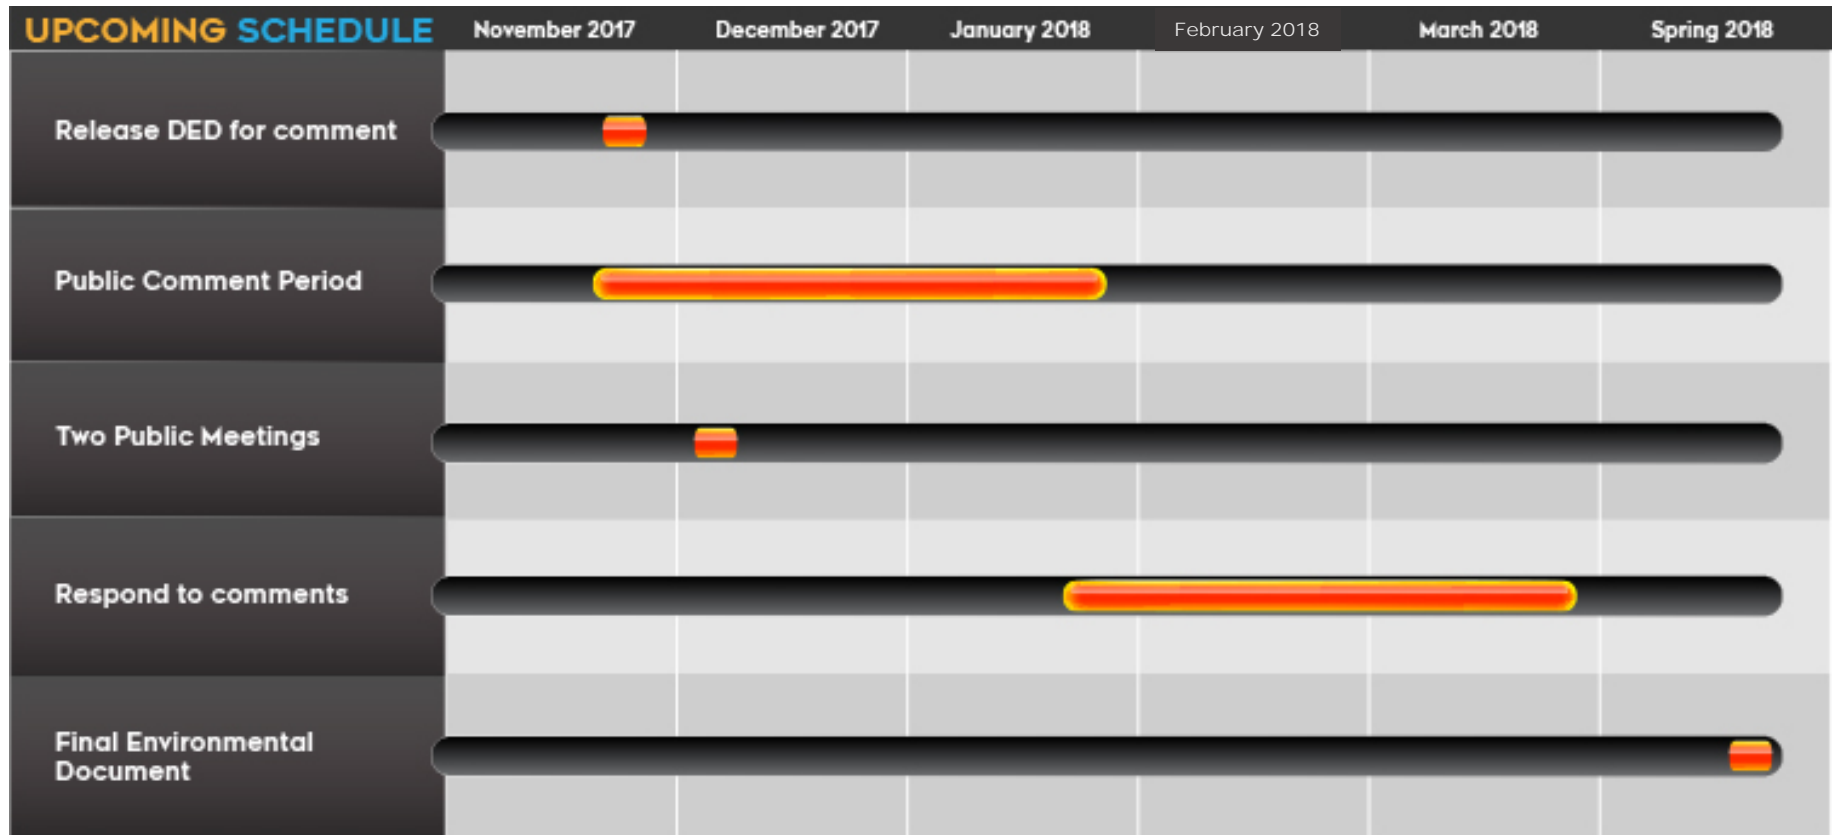 UPCOMING SCHEDULE November 2017 December 2017 January 2018 February 2018 March 2018 Spring 2018
Release DED for comment
Public Comment Period
Two Public Meetings
Respond to comments
Final Environmental
Document